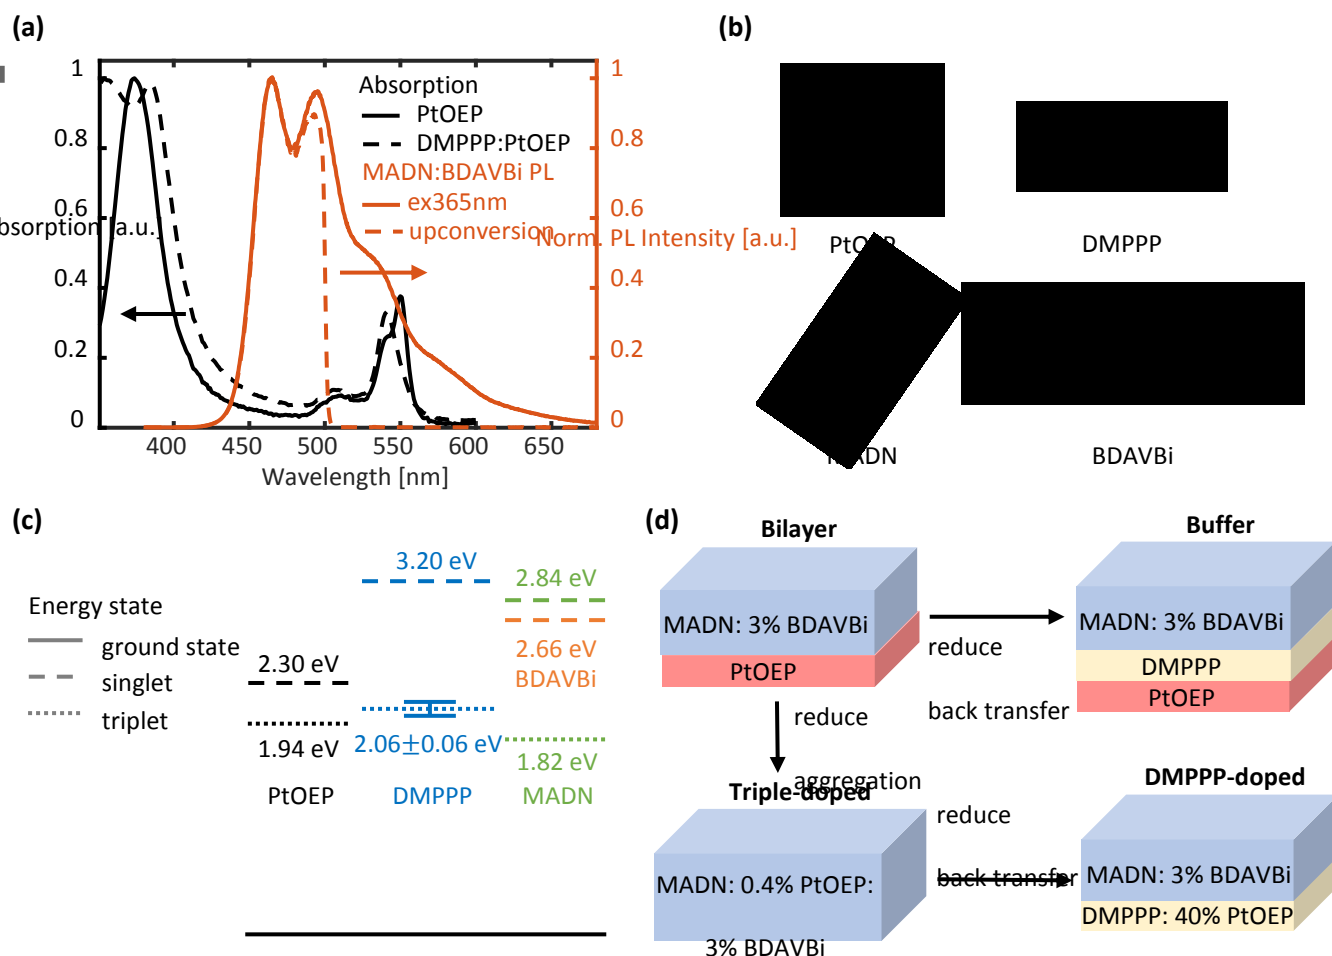 (a)
(b)
Absorption
PtOEP
DMPPP:PtOEP
MADN:BDAVBi PL
ex365nm
upconversion
1
0.8
0.6
0.4
0.2
0
bsorption [a.u.]
1
0.8
0.6
0.4
0.2
0
Norm. PL Intensity [a.u.]
400
450
500
550
600
650
Wavelength [nm]
DMPPP
BDAVBi
(c)
Energy state
ground state
singlet
triplet
2.30 eV
1.94 eV
PtOEP
3.20 eV
2.06±0.06 eV
DMPPP
2.84 eV
2.66 eV
BDAVBi
1.82 eV
MADN
(d)
Bilayer
MADN: 3% BDAVBi
PtOEP
reduce
back transfer
Buffer
MADN: 3% BDAVBi
DMPPP
PtOEP
reduce
aggregation
Triple-doped
MADN: 0.4% PtOEP:
3% BDAVBi
reduce
back transfer
DMPPP-doped
MADN: 3% BDAVBi
DMPPP: 40% PtOEP